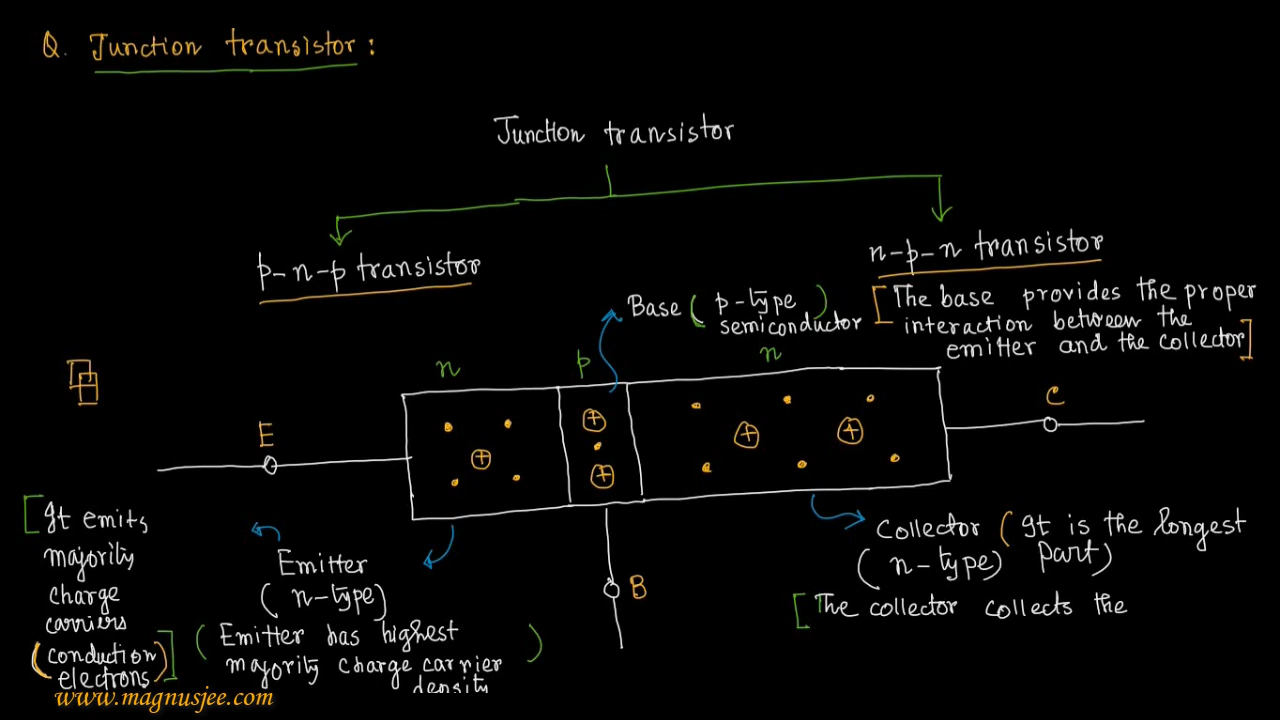 Q. Junction transistor :
Junction transistor
p-n-p transistor
n-p-n transistor
[The base provides the proper
interaction between the
emitter and the collector]
Base (p-type)
semiconductor
n
p
n
E
C
B
[It emits
majority
charge
carriers
(conduction
electrons)]
Emitter
(n-type)
(Emitter has highest
majority charge carrier
density)
Collector (It is the longest
(n-type) part)
[The collector collects the
www.magnusjee.com